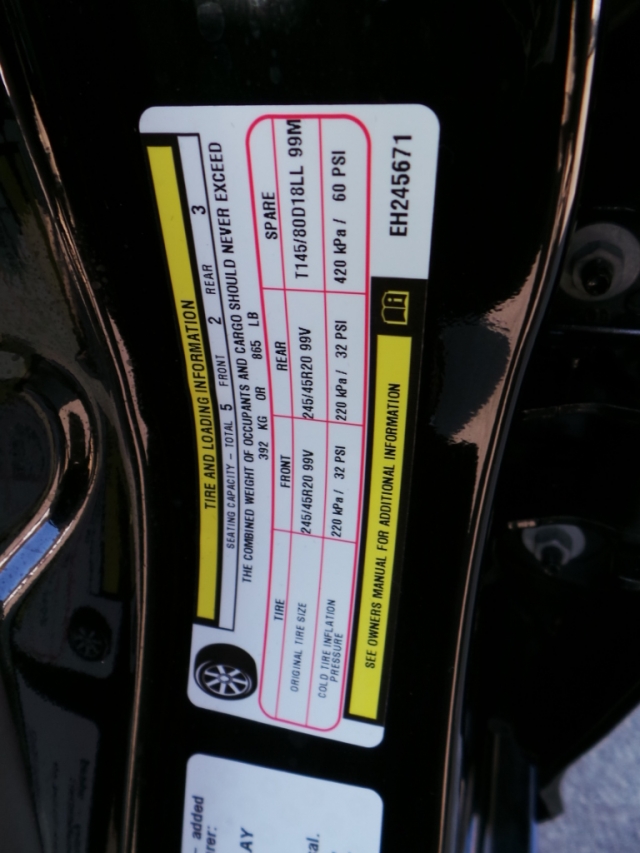 TIRE AND LOADING INFORMATION
SEATING CAPACITY - TOTAL 5 FRONT 2 REAR 3
THE COMBINED WEIGHT OF OCCUPANTS AND CARGO SHOULD NEVER EXCEED
392 KG OR 865 LB
TIRE FRONT REAR SPARE
ORIGINAL TIRE SIZE 245/45R20 99V 245/45R20 99V T145/80D18LL 99M
COLD TIRE INFLATION
PRESSURE
220 kPa / 32 PSI 220 kPa / 32 PSI 420 kPa / 60 PSI
SEE OWNERS MANUAL FOR ADDITIONAL INFORMATION
EH245671
added
rer:
AY
al.